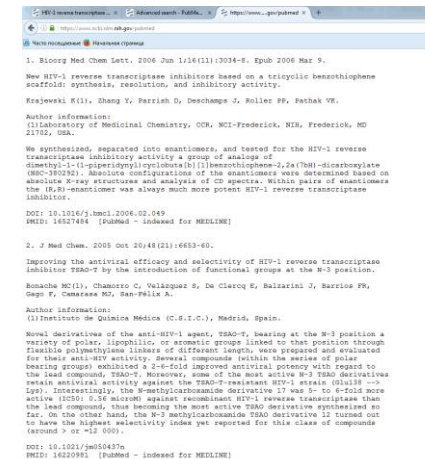 HIV-1 reverse transcriptase...
Advanced search - PubMe...
https://www....gov/pubmed
https://www.ncbi.nlm.nih.gov/pubmed
Часто посещаемые Начальная страница
1. Bioorg Med Chem Lett. 2006 Jun 1;16(11):3034-8. Epub 2006 Mar 9.
New HIV-1 reverse transcriptase inhibitors based on a tricyclic benzothiophene
scaffold: synthesis, resolution, and inhibitory activity.
Krajewski K(1), Zhang Y, Parrish D, Deschamps J, Roller PP, Pathak VK.
Author information:
(1)Laboratory of Medicinal Chemistry, CCR, NCI-Frederick, NIH, Frederick, MD
21702, USA.
We synthesized, separated into enantiomers, and tested for the HIV-1 reverse
transcriptase inhibitory activity a group of analogs of
dimethyl-1-(1-piperidynyl)cyclobuta[b][1]benzothiophene-2,2a(7bH)-dicarboxylate
(NSC-380292). Absolute configurations of the enantiomers were determined based on
absolute X-ray structures and analysis of CD spectra. Within pairs of enantiomers
the (R,R)-enantiomer was always much more potent HIV-1 reverse transcriptase
inhibitor.
DOI: 10.1016/j.bmcl.2006.02.049
PMID: 16527484 [PubMed - indexed for MEDLINE]
2. J Med Chem. 2005 Oct 20;48(21):6653-60.
Improving the antiviral efficacy and selectivity of HIV-1 reverse transcriptase
inhibitor TSAO-T by the introduction of functional groups at the N-3 position.
Bonache MC(1), Chamorro C, Velázquez S, De Clercq E, Balzarini J, Barrios FR,
Gago F, Camarasa MJ, San-Félix A.
Author information:
(1)Instituto de Química Médica (C.S.I.C.), Madrid, Spain.
Novel derivatives of the anti-HIV-1 agent, TSAO-T, bearing at the N-3 position a
variety of polar, lipophilic, or aromatic groups linked to that position through
flexible polymethylene linkers of different length, were prepared and evaluated
for their anti-HIV activity. Several compounds (within the series of polar
bearing groups) exhibited a 2-6-fold improved antiviral potency with regard to
the lead compound, TSAO-T. Moreover, some of the most active N-3 TSAO derivatives
retain antiviral activity against the TSAO-T-resistant HIV-1 strain (Glu138 -->
Lys). Interestingly, the N-methylcarboxamide derivative 17 was 5- to 6-fold more
active (IC50: 0.56 microM) against recombinant HIV-1 reverse transcriptase than
the lead compound, thus becoming the most active TSAO derivative synthesized so
far. On the other hand, the N-3 methylcarboxamide TSAO derivative 12 turned out
to have the highest selectivity index yet reported for this class of compounds
(around > or =12 000).
DOI: 10.1021/jm050437n
PMID: 16220981 [PubMed - indexed for MEDLINE]